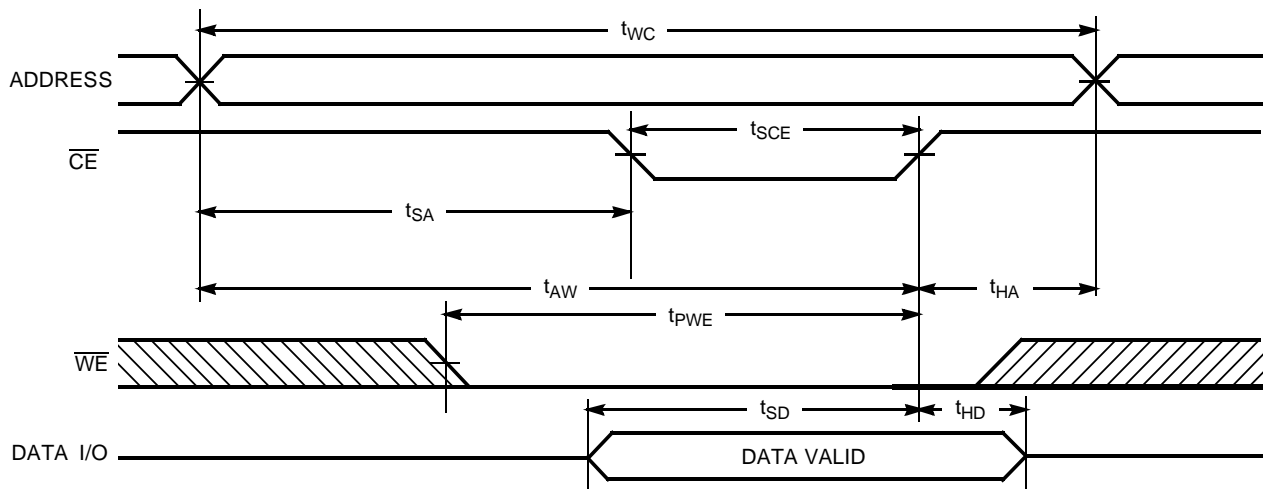 tWC
ADDRESS
tSCE
CE
tSA
tAW
tHA
tPWE
WE
tSD
tHD
DATA I/O
DATA VALID